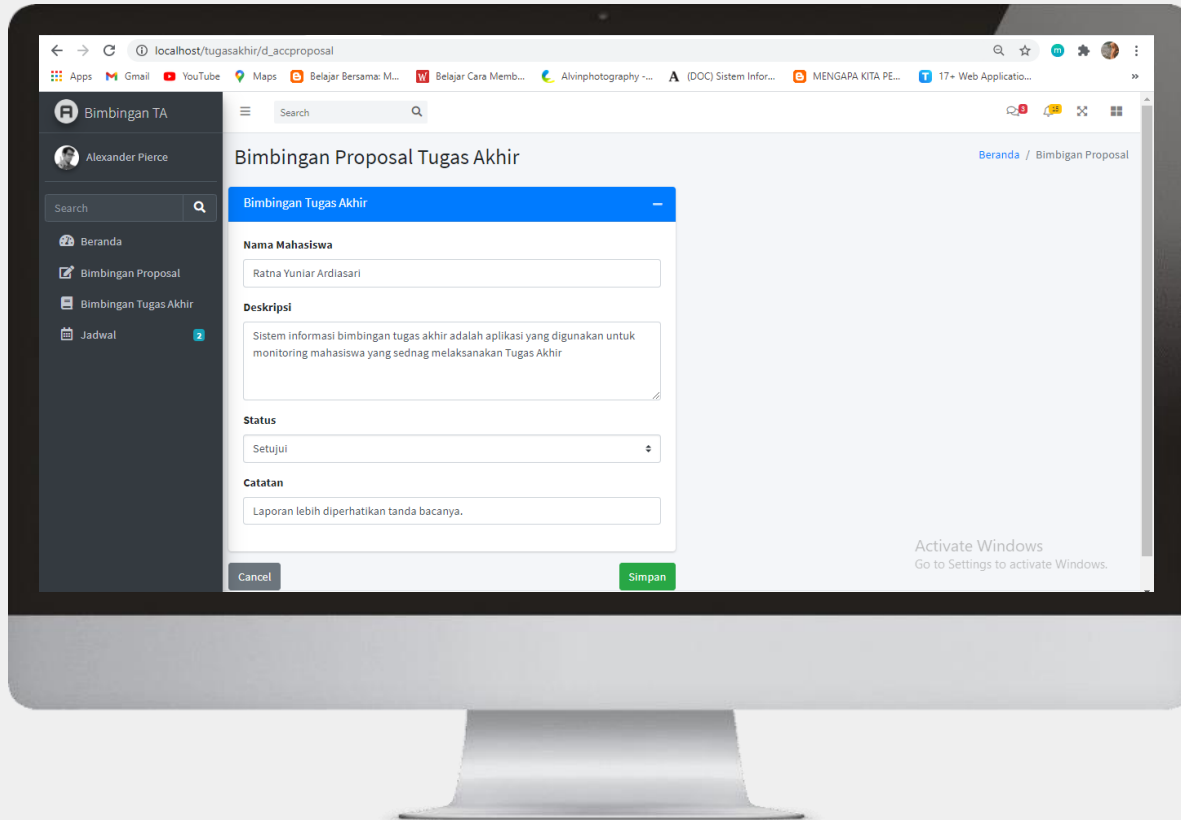 localhost/tugasakhir/d_accproposal
Apps Gmail YouTube Maps Belajar Bersama: M... Belajar Cara Memb... Alvinphotography -... (DOC) Sistem Infor... MENGAPA KITA PE... 17+ Web Applicatio... »
Bimbingan TA
Search
3
Alexander Pierce
Bimbingan Proposal Tugas Akhir
Beranda / Bimbigan Proposal
Search
Beranda
Bimbingan Proposal
Bimbingan Tugas Akhir
Jadwal 2
Bimbingan Tugas Akhir
Nama Mahasiswa
Ratna Yuniar Ardiasari
Deskripsi
Sistem informasi bimbingan tugas akhir adalah aplikasi yang digunakan untuk
monitoring mahasiswa yang sednag melaksanakan Tugas Akhir
Status
Setujui
Catatan
Laporan lebih diperhatikan tanda bacanya.
Cancel
Simpan
Activate Windows
Go to Settings to activate Windows.